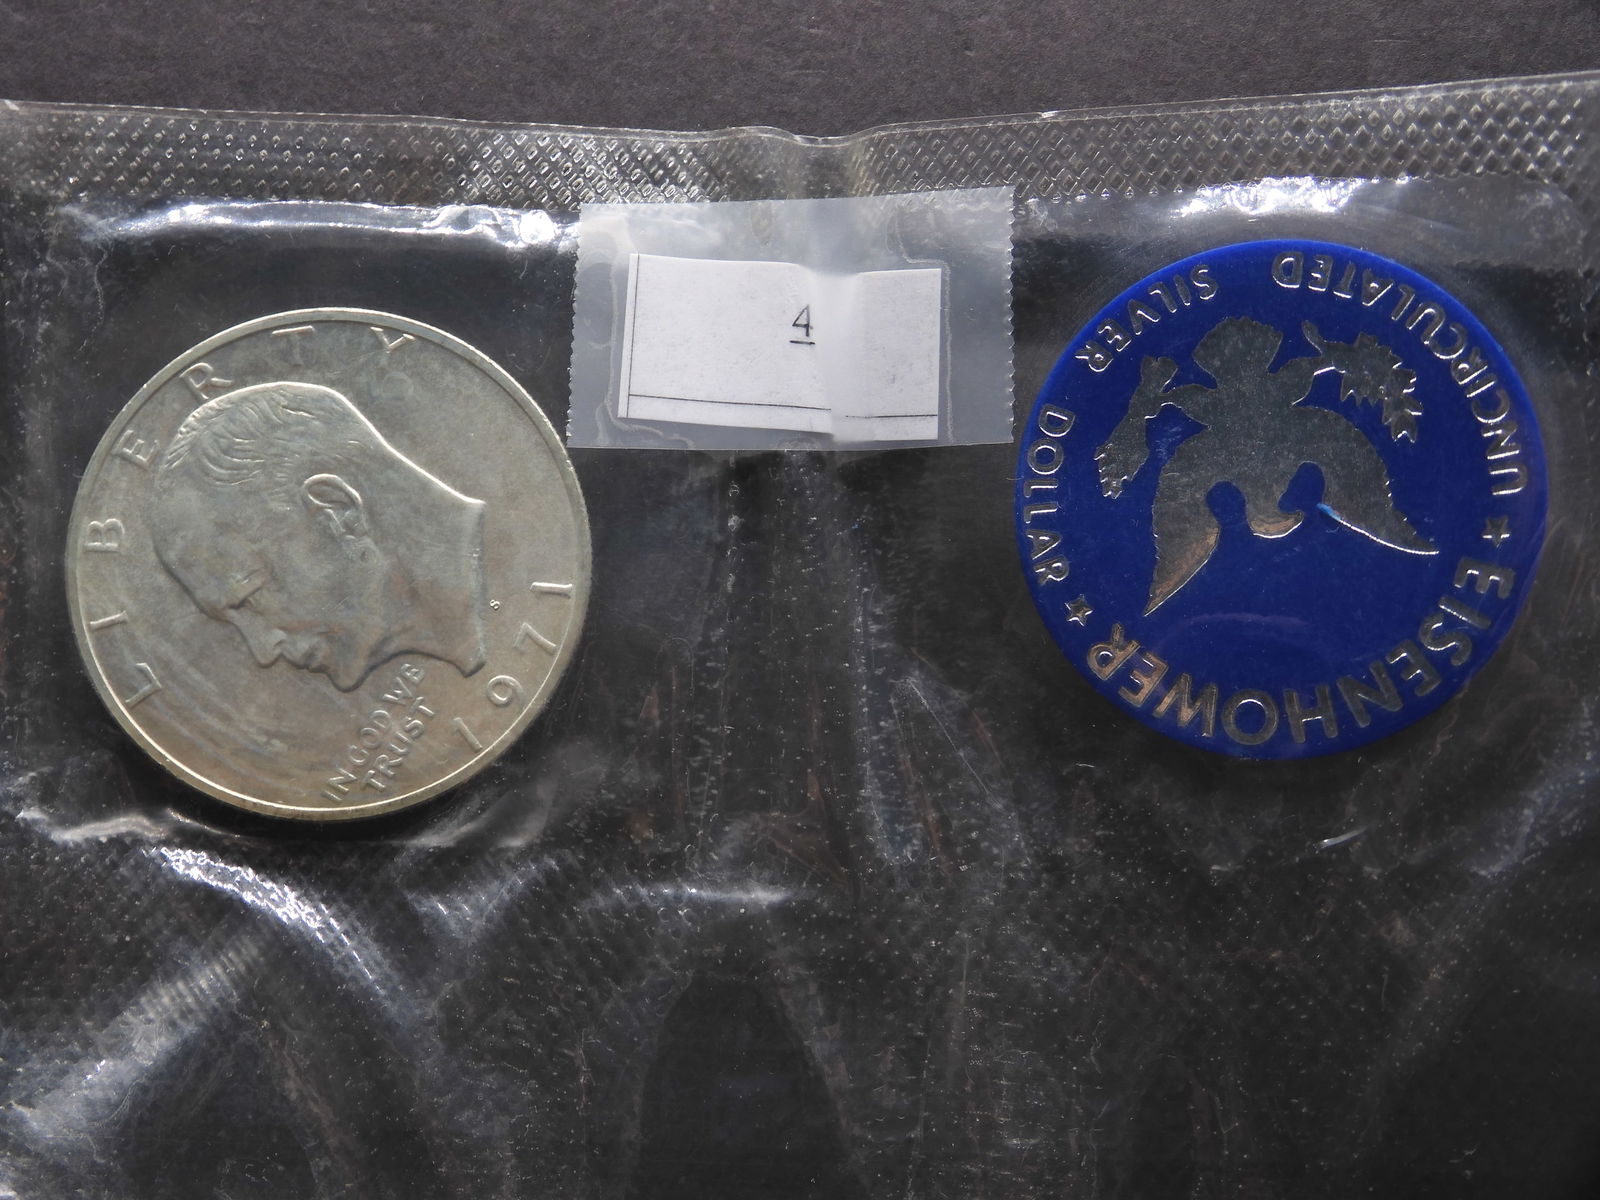 LIBERTY
IN GOD WE
TRUST
S
1971
4
UNCIRCULATED SILVER DOLLAR
★ EISENHOWER ★